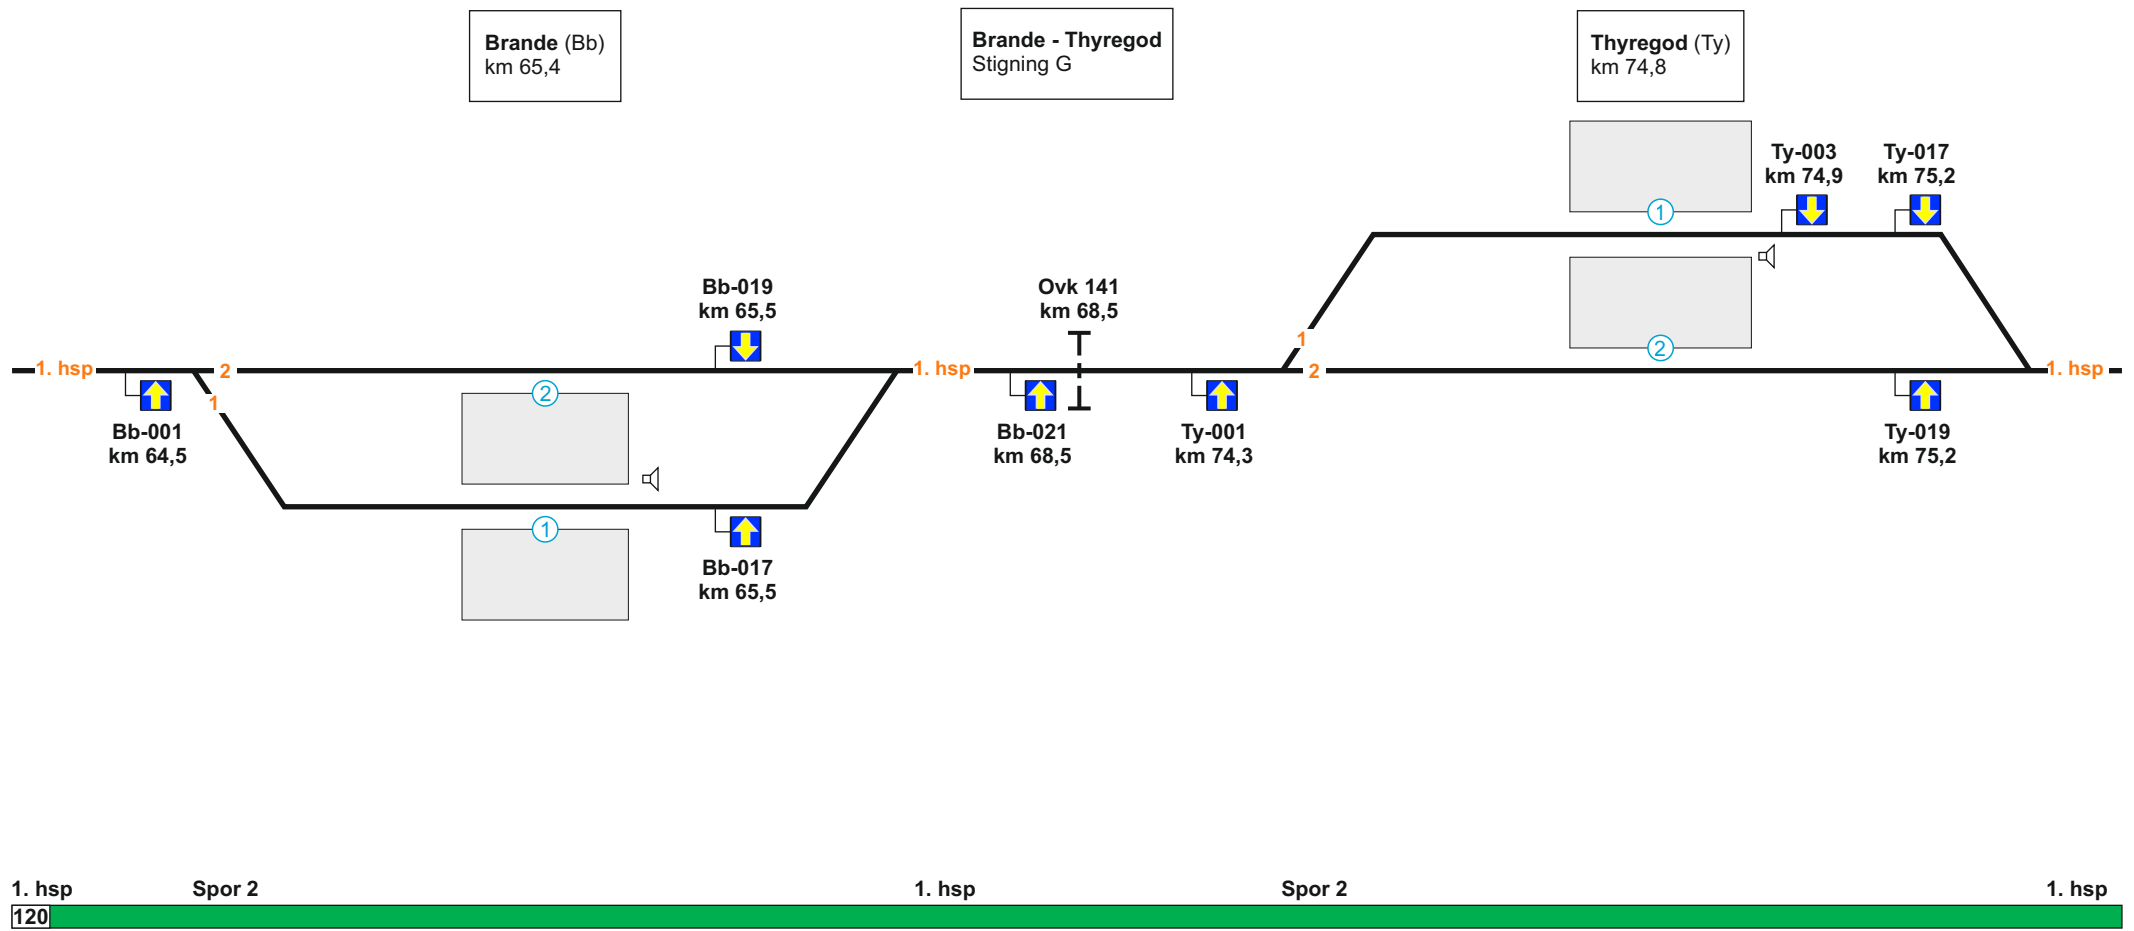 Brande (Bb)
km 65,4
Brande - Thyregod
Stigning G
Thyregod (Ty)
km 74,8
Ty-003
km 74,9
Ty-017
km 75,2
1
Bb-019
km 65,5
Ovk 141
km 68,5
1
2
1. hsp
2
1. hsp
2
1. hsp
1
2
Bb-001
km 64,5
Bb-021
km 68,5
Ty-001
km 74,3
Ty-019
km 75,2
1
Bb-017
km 65,5
1. hsp
Spor 2
1. hsp
Spor 2
1. hsp
120